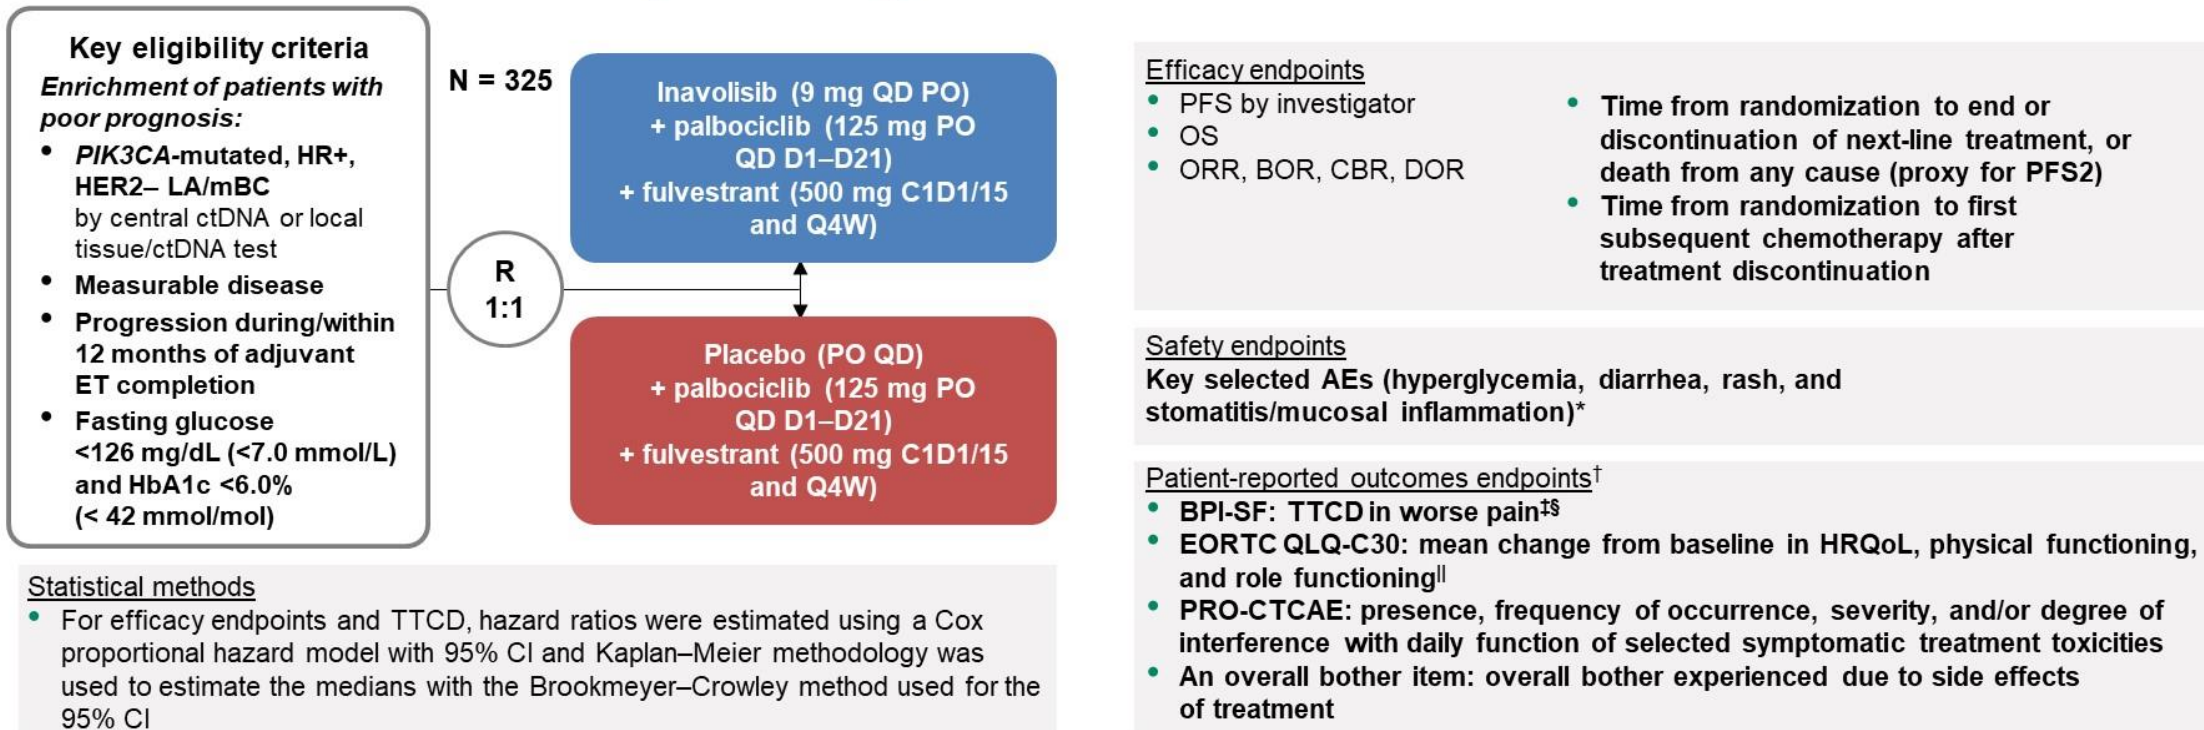 Key eligibility criteria
Enrichment of patients with
poor prognosis:
• PIK3CA-mutated, HR+,
HER2– LA/mBC
by central ctDNA or local
tissue/ctDNA test
• Measurable disease
• Progression during/within
12 months of adjuvant
ET completion
• Fasting glucose
<126 mg/dL (<7.0 mmol/L)
and HbA1c <6.0%
(< 42 mmol/mol)
N = 325
R
1:1
Inavolisib (9 mg QD PO)
+ palbociclib (125 mg PO
QD D1–D21)
+ fulvestrant (500 mg C1D1/15
and Q4W)
Placebo (PO QD)
+ palbociclib (125 mg PO
QD D1–D21)
+ fulvestrant (500 mg C1D1/15
and Q4W)
Statistical methods
• For efficacy endpoints and TTCD, hazard ratios were estimated using a Cox
proportional hazard model with 95% CI and Kaplan–Meier methodology was
used to estimate the medians with the Brookmeyer–Crowley method used for the
95% CI
Efficacy endpoints
• PFS by investigator
• OS
• ORR, BOR, CBR, DOR
• Time from randomization to end or
discontinuation of next-line treatment, or
death from any cause (proxy for PFS2)
• Time from randomization to first
subsequent chemotherapy after
treatment discontinuation
Safety endpoints
Key selected AEs (hyperglycemia, diarrhea, rash, and
stomatitis/mucosal inflammation)*
Patient-reported outcomes endpoints†
• BPI-SF: TTCD in worse pain‡§
• EORTC QLQ-C30: mean change from baseline in HRQoL, physical functioning,
and role functioning||
• PRO-CTCAE: presence, frequency of occurrence, severity, and/or degree of
interference with daily function of selected symptomatic treatment toxicities
• An overall bother item: overall bother experienced due to side effects
of treatment